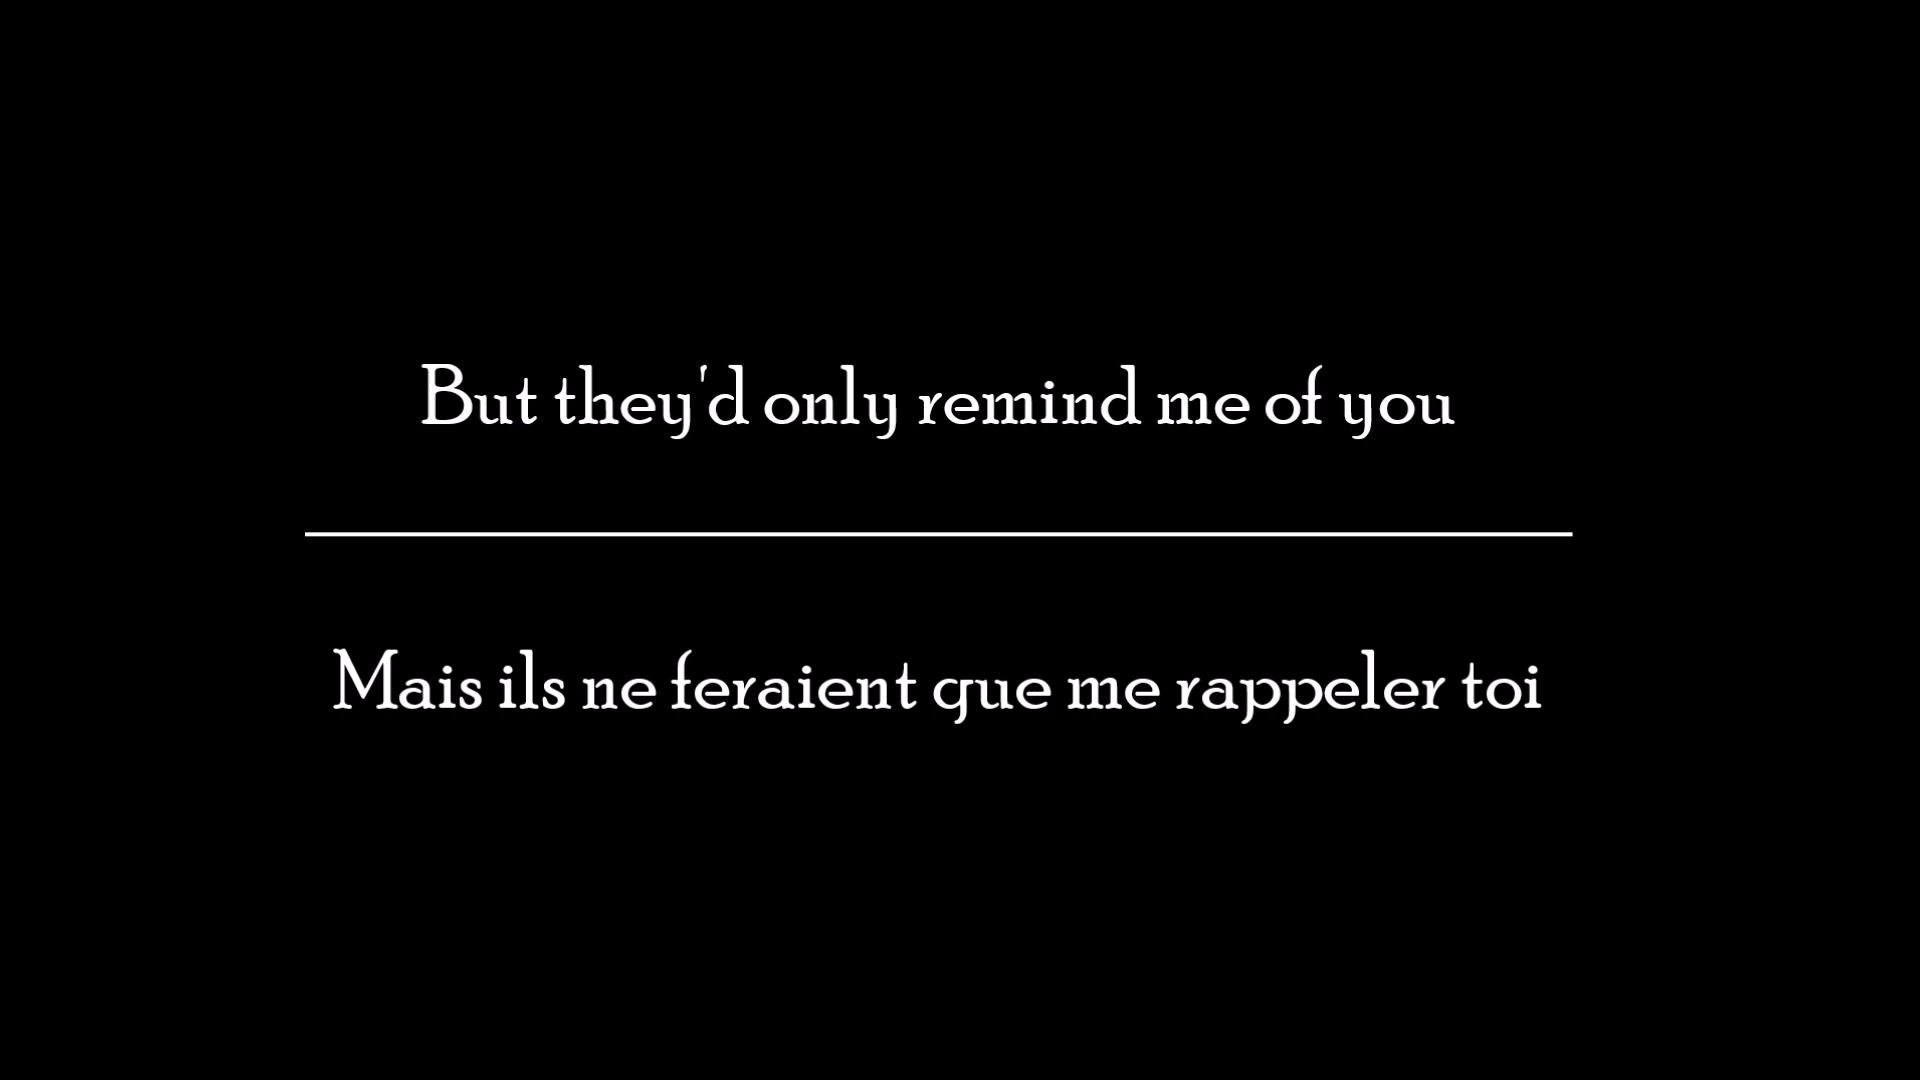 But they'd only remind me of you
Mais ils ne feraient que me rappeler toi